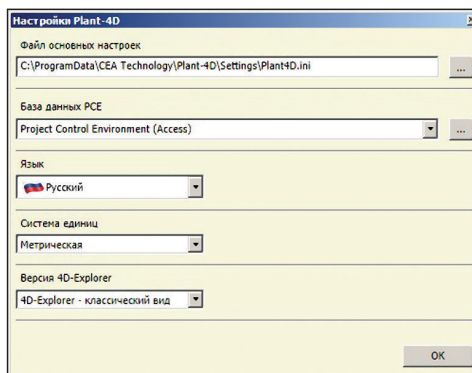 Настройки Plant-4D
Файл основных настроек
C:\ProgramData\CEA Technology\Plant-4D\Settings\Plant4D.ini
...
База данных PCE
Project Control Environment (Access)
...
Язык
Русский
Система единиц
Метрическая
Версия 4D-Explorer
4D-Explorer - классический вид
OK